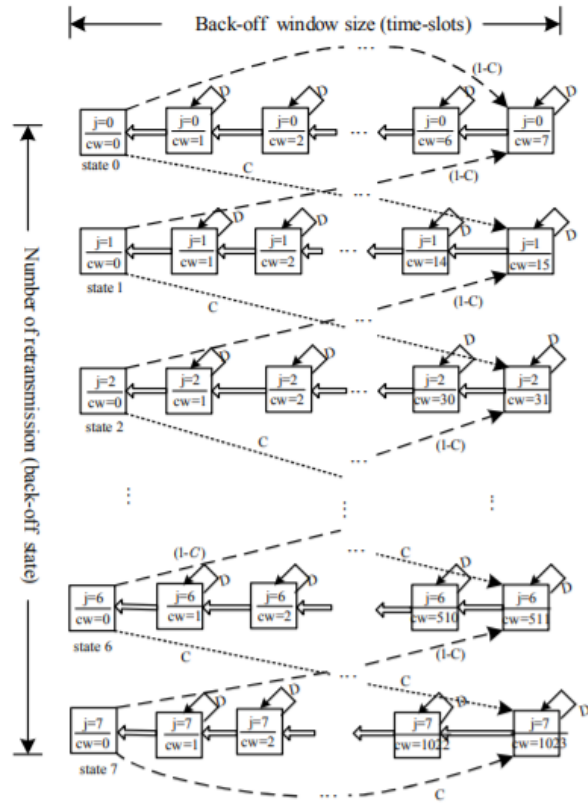 Back-off window size (time-slots)
Number of retransmission (back-off state)
...
(1-C)
D D D D
j=0 j=0 j=0 j=0 j=0
cw=0 cw=1 cw=2 ... cw=6 cw=7
state 0
C
(1-C)
...
D D D D
j=1 j=1 j=1 j=1 j=1
cw=0 cw=1 cw=2 ... cw=14 cw=15
state 1
C
(1-C)
...
D D D D
j=2 j=2 j=2 j=2 j=2
cw=0 cw=1 cw=2 ... cw=30 cw=31
state 2
C
(1-C)
...
... ... ...
(1-C)
... C
D D D D
j=6 j=6 j=6 j=6 j=6
cw=0 cw=1 cw=2 ... cw=510 cw=511
state 6
C
(1-C)
...
C
D D D D
j=7 j=7 j=7 j=7 j=7
cw=0 cw=1 cw=2 ... cw=1022 cw=1023
state 7
... C